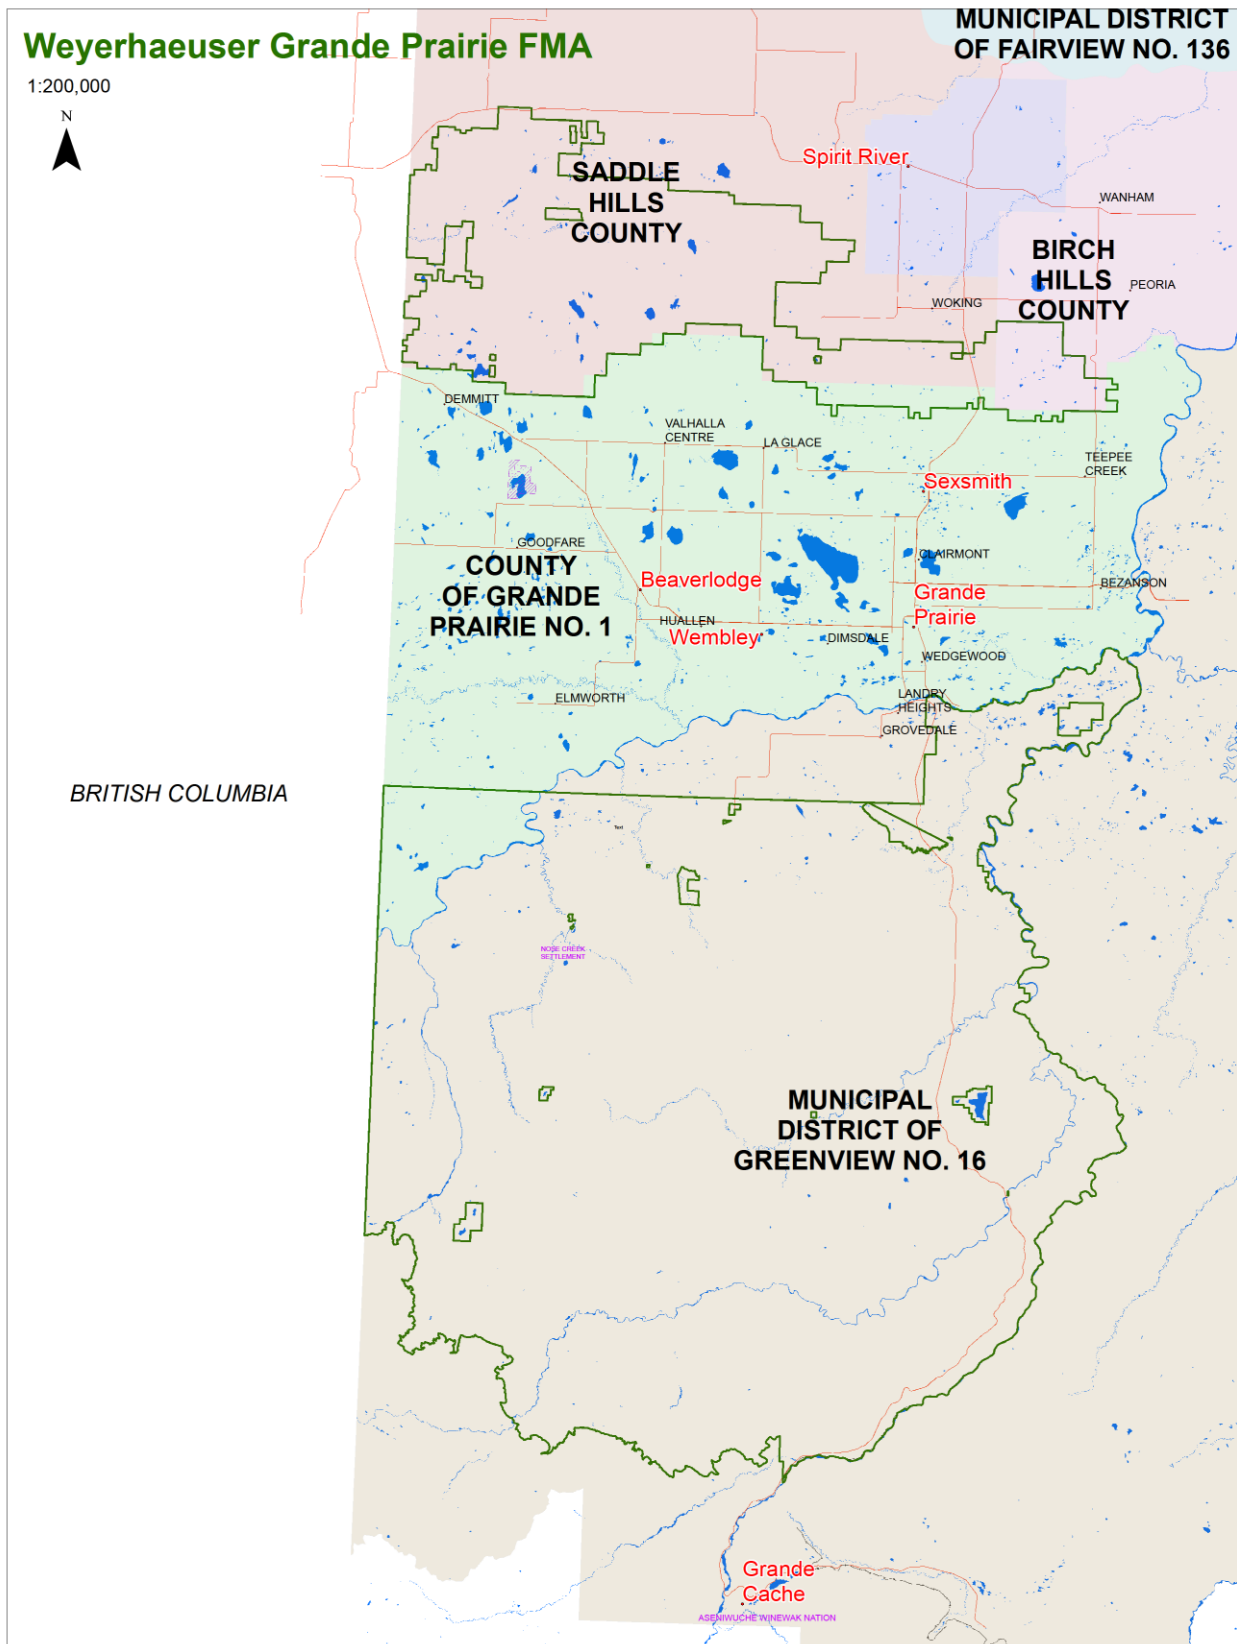 MUNICIPAL DISTRICT
OF FAIRVIEW NO. 136
Weyerhaeuser Grande Prairie FMA
1:200,000
N
Spirit River
SADDLE
HILLS
COUNTY
WANHAM
BIRCH
HILLS
COUNTY
PEORIA
WOKING
DEMMITT
VALHALLA
CENTRE
LA GLACE
TEEPEE
CREEK
Sexsmith
GOODFARE
CLAIRMONT
COUNTY
OF GRANDE
PRAIRIE NO. 1
Beaverlodge
BEZANSON
Grande
Prairie
HUALLEN
Wembley
DIMSDALE
WEDGEWOOD
ELMWORTH
LANDRY
HEIGHTS
GROVEDALE
BRITISH COLUMBIA
Text
NOSE CREEK
SETTLEMENT
MUNICIPAL
DISTRICT OF
GREENVIEW NO. 16
Grande
Cache
ASENIWUCHE WINEWAK NATION